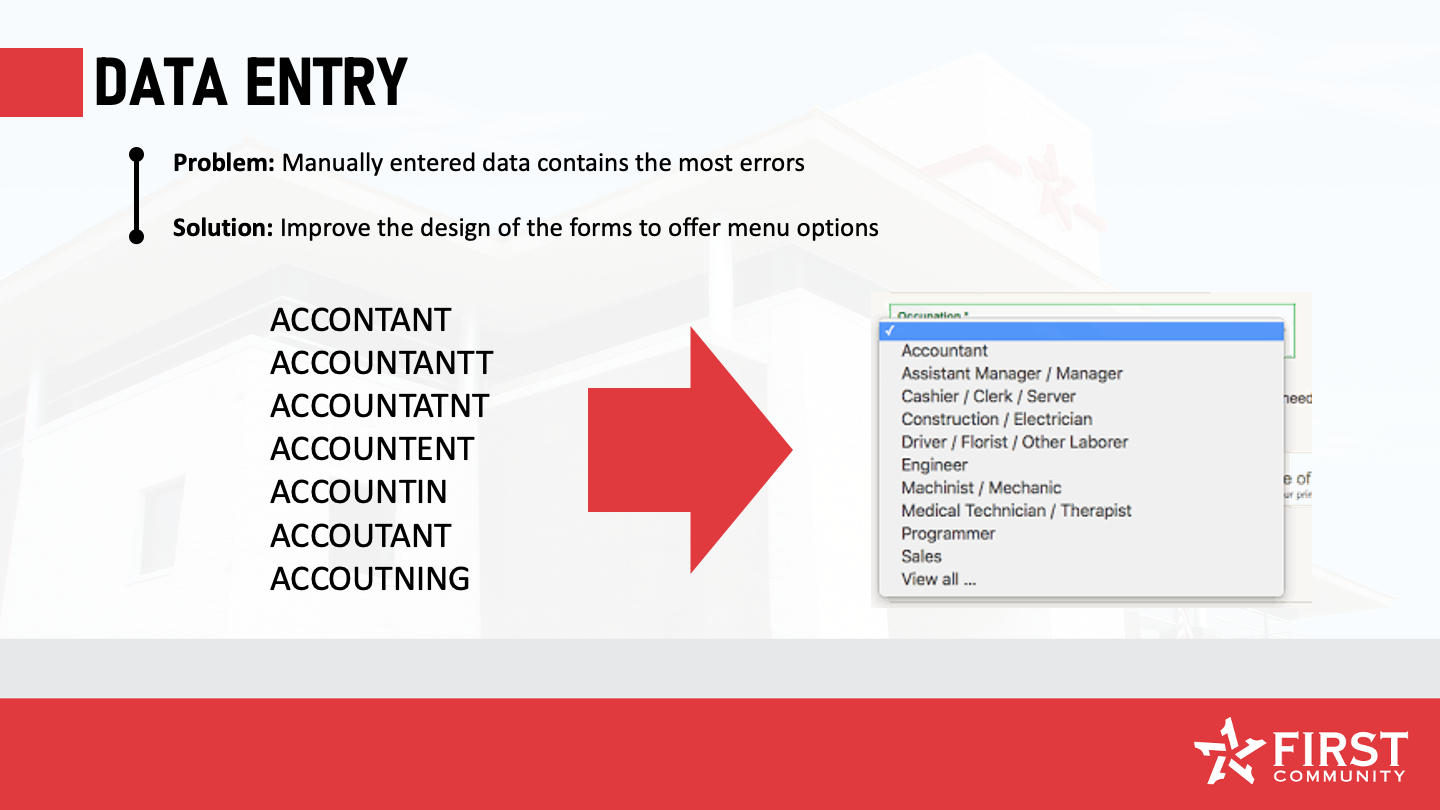 DATA ENTRY
Problem: Manually entered data contains the most errors
Solution: Improve the design of the forms to offer menu options
ACCONTANT
ACCOUNTANTT
ACCOUNTATNT
ACCOUNTENT
ACCOUNTIN
ACCOUTANT
ACCOUTNING
Occupation *
✓
Accountant
Assistant Manager / Manager
Cashier / Clerk / Server
need
Construction / Electrician
Driver / Florist / Other Laborer
Engineer
e of
Machinist / Mechanic
ur prin
Medical Technician / Therapist
Programmer
Sales
View all ...
FIRST
COMMUNITY